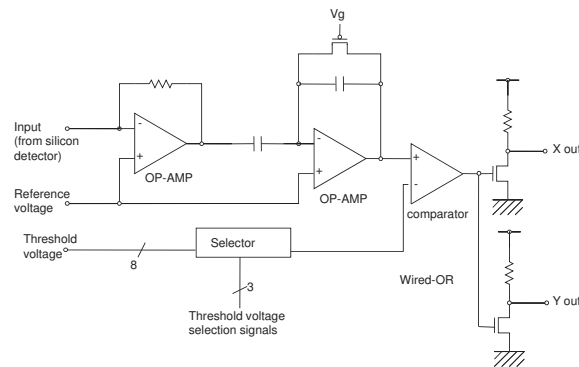 Vg
Input
(from silicon
detector)
-
+
OP-AMP
Reference
voltage
-
+
OP-AMP
+
-
comparator
X out
Threshold
voltage
8
Selector
3
Threshold voltage
selection signals
Wired-OR
Y out